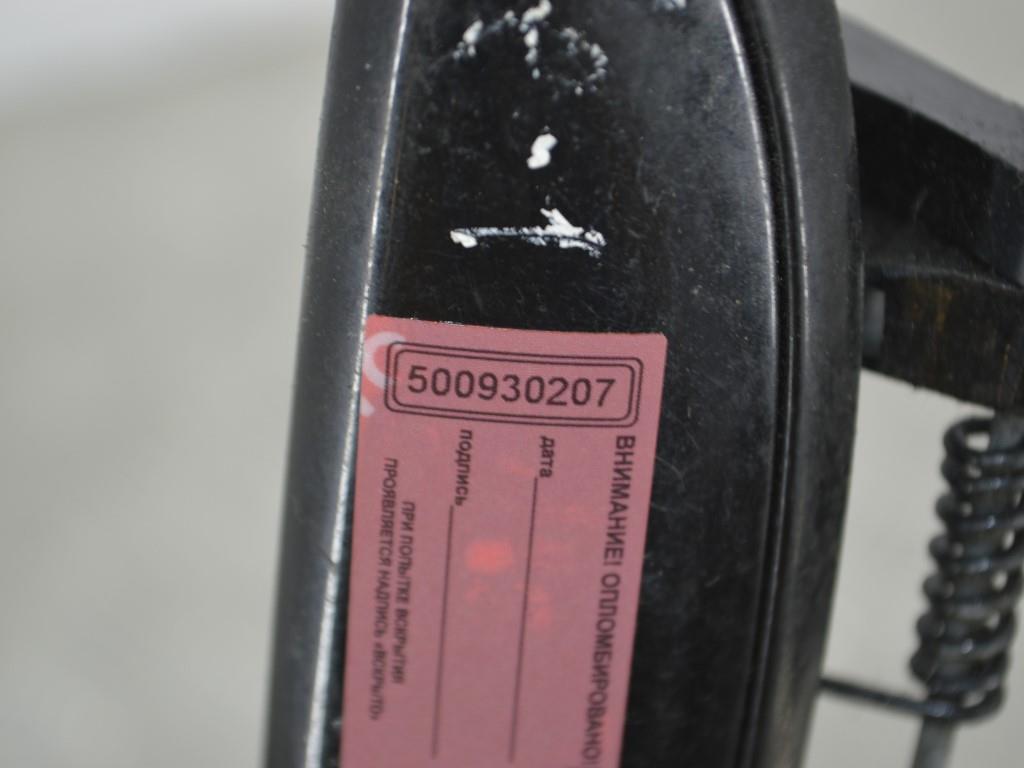 500930207
ВНИМАНИЕ! ОПЛОМБИРОВАНО!
дата
подпись
ПРИ ПОПЫТКЕ ВСКРЫТИЯ
ПРОЯВЛЯЕТСЯ НАДПИСЬ «ВСКРЫТО»